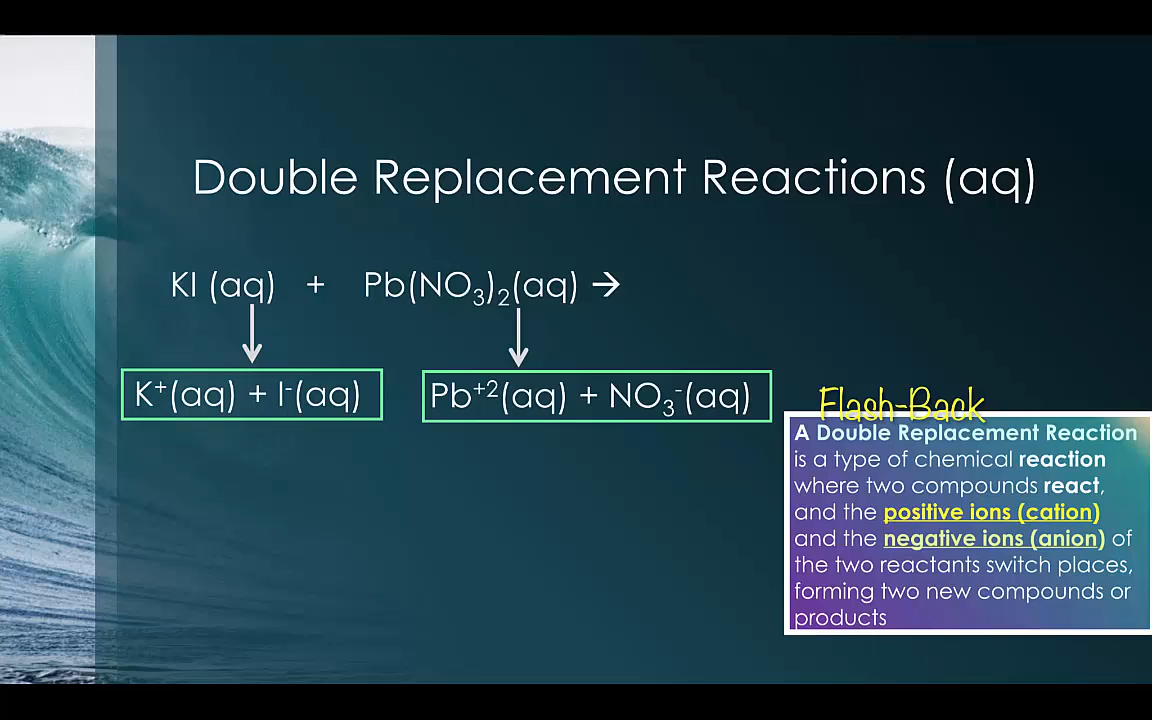 Double Replacement Reactions (aq)
KI (aq) + Pb(NO₃)₂(aq) →
K⁺(aq) + I⁻(aq) Pb⁺²(aq) + NO₃⁻(aq)
Flash-Back
A Double Replacement Reaction
is a type of chemical reaction
where two compounds react,
and the positive ions (cation)
and the negative ions (anion) of
the two reactants switch places,
forming two new compounds or
products